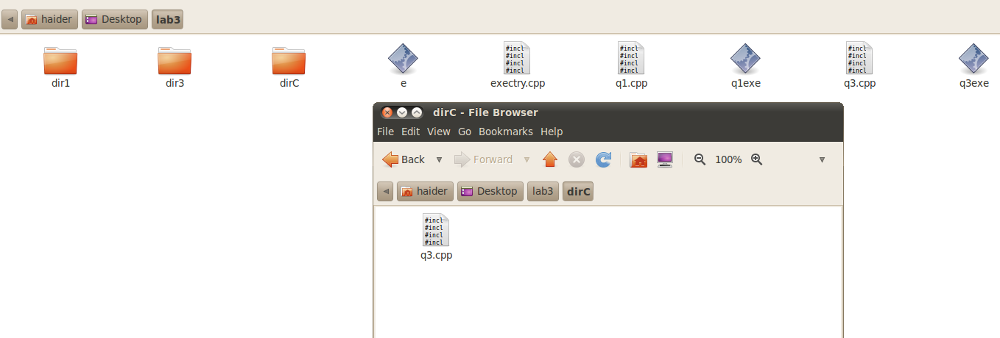 haider Desktop lab3
dir1 dir3 dirC e exectry.cpp q1.cpp q1exe q3.cpp q3exe
#incl #incl #incl
#incl #incl #incl
#incl #incl #incl
#incl #incl #incl
dirC - File Browser
File Edit View Go Bookmarks Help
Back Forward 100%
haider Desktop lab3 dirC
#incl
#incl
#incl
#incl
q3.cpp